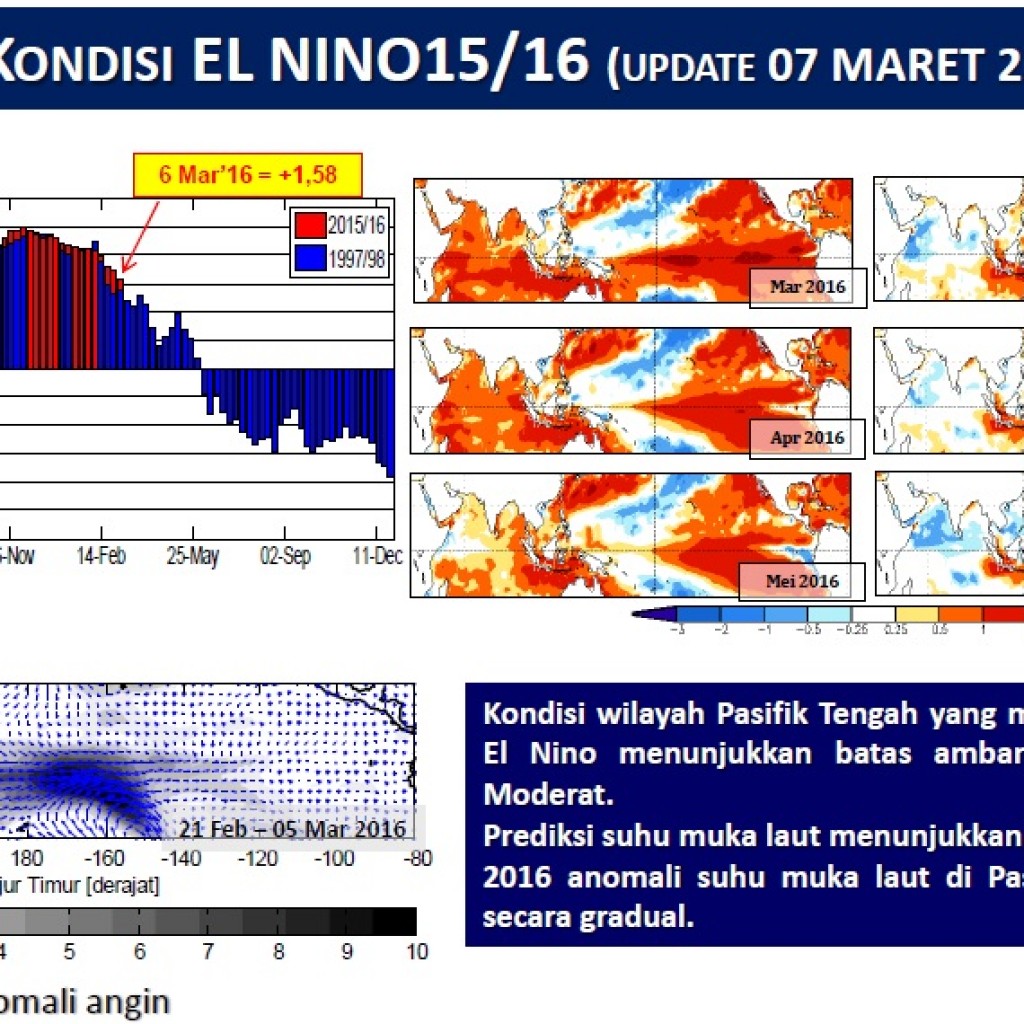 KONDISI EL NINO15/16 (UPDATE 07 MARET 2
6 Mar'16 = +1,58
2015/16
1997/98
Mar 2016
Apr 2016
Mei 2016
-Nov 14-Feb 25-May 02-Sep 11-Dec
-3 -2 -1 -0.5 -0.25 0.25 0.5 1
21 Feb – 05 Mar 2016
180 -160 -140 -120 -100 -80
jur Timur [derajat]
4 5 6 7 8 9 10
omali angin
Kondisi wilayah Pasifik Tengah yang m
El Nino menunjukkan batas amban
Moderat.
Prediksi suhu muka laut menunjukkan
2016 anomali suhu muka laut di Pas
secara gradual.